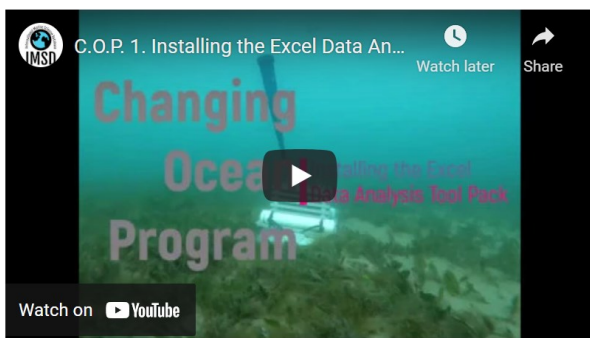 IMSD
C.O.P. 1. Installing the Excel Data An...
Watch later
Share
Changing
Ocean
Program
Installing the Excel
Data Analysis Tool Pack
Watch on YouTube